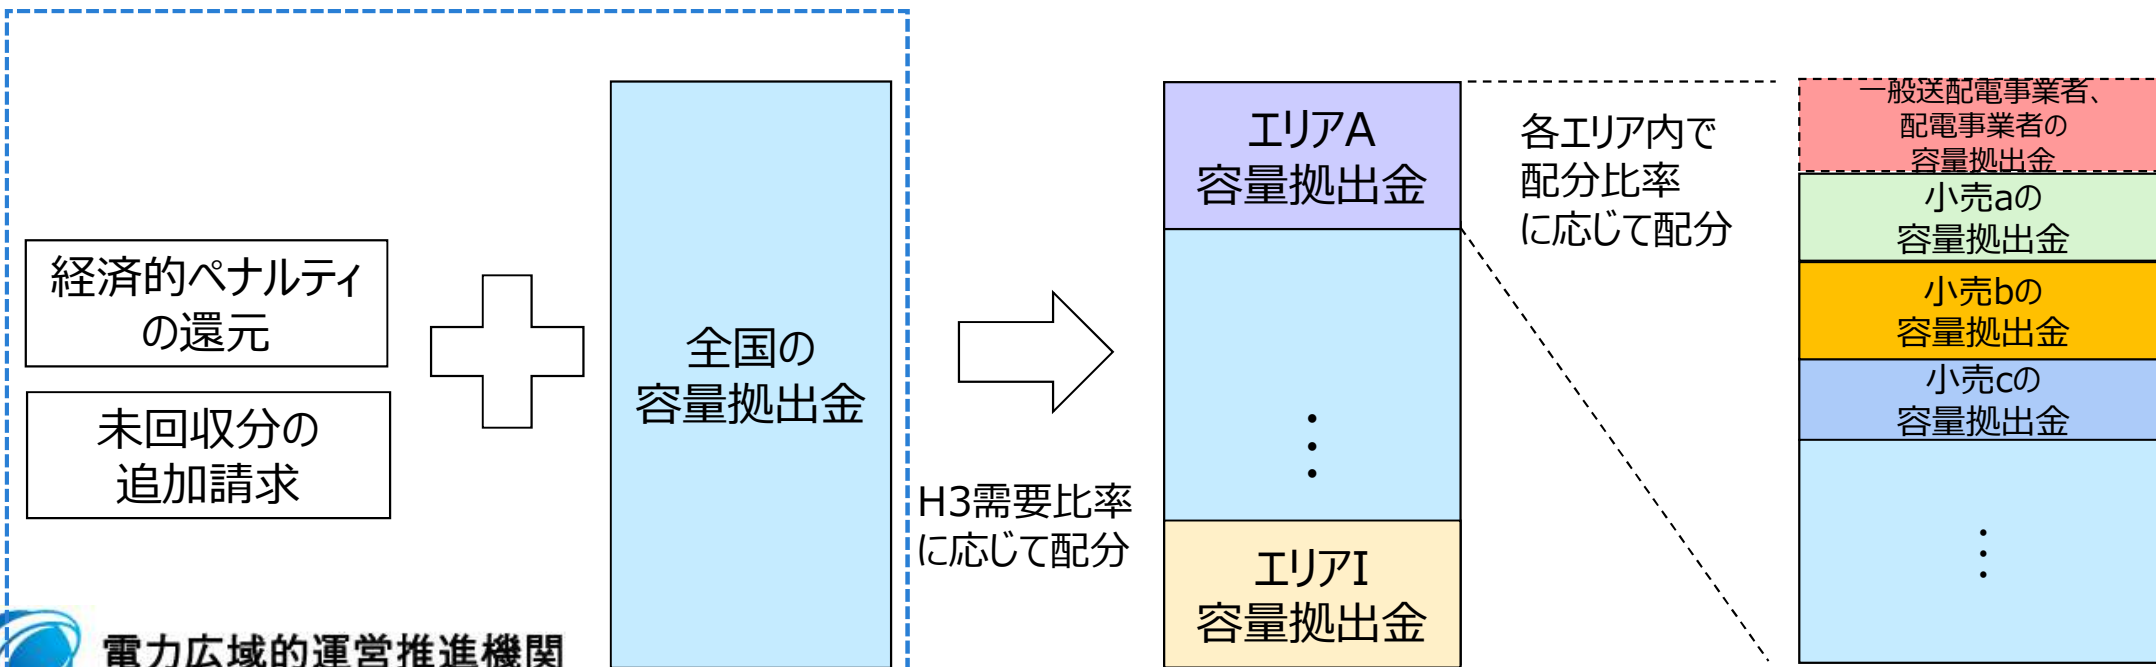 経済的ペナルティ
の還元
未回収分の
追加請求
全国の
容量拠出金
H3需要比率
に応じて配分
エリアA
容量拠出金
⋮
エリアI
容量拠出金
各エリア内で
配分比率
に応じて配分
一般送配電事業者、
配電事業者の
容量拠出金
小売aの
容量拠出金
小売bの
容量拠出金
小売cの
容量拠出金
⋮
電力広域的運営推進機関